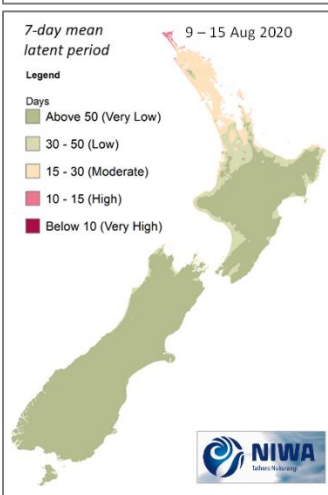 7-day mean
latent period
9 – 15 Aug 2020
Legend
Days
Above 50 (Very Low)
30 - 50 (Low)
15 - 30 (Moderate)
10 - 15 (High)
Below 10 (Very High)
NIWA
Taihoro Nukurangi